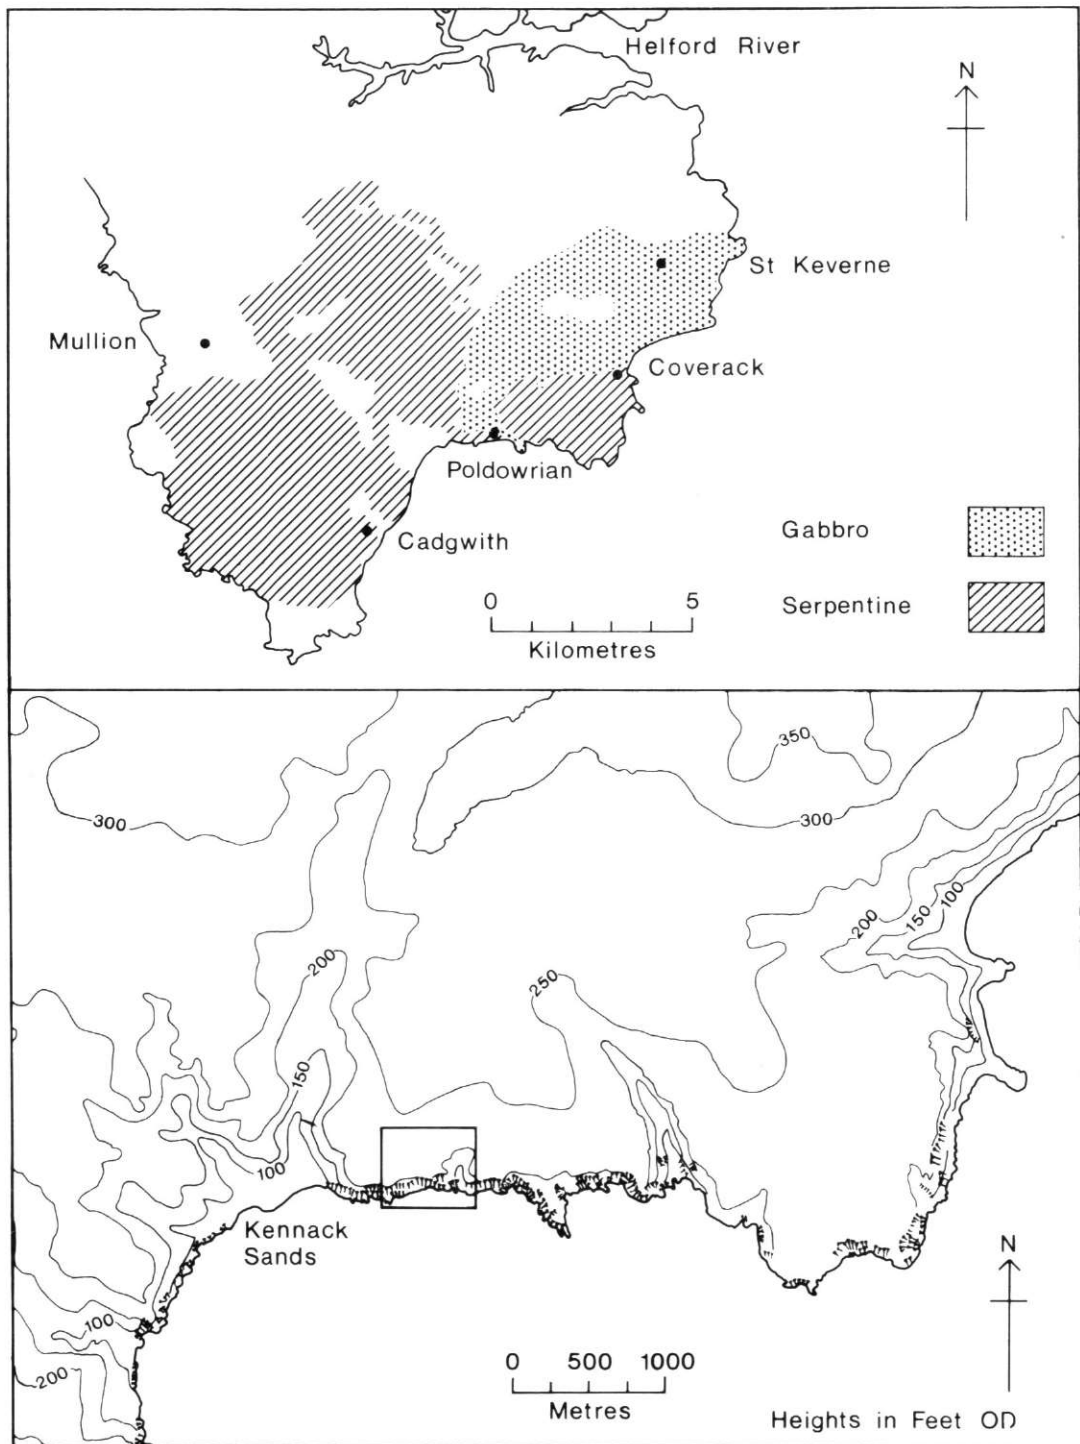 Helford River
N
St Keverne
Mullion
Coverack
Poldowrian
Cadgwith
Gabbro
Serpentine
0 5
Kilometres
350
300
300
200
150
100
200
250
150
100
Kennack
Sands
N
100
200
0 500 1000
Metres
Heights in Feet OD